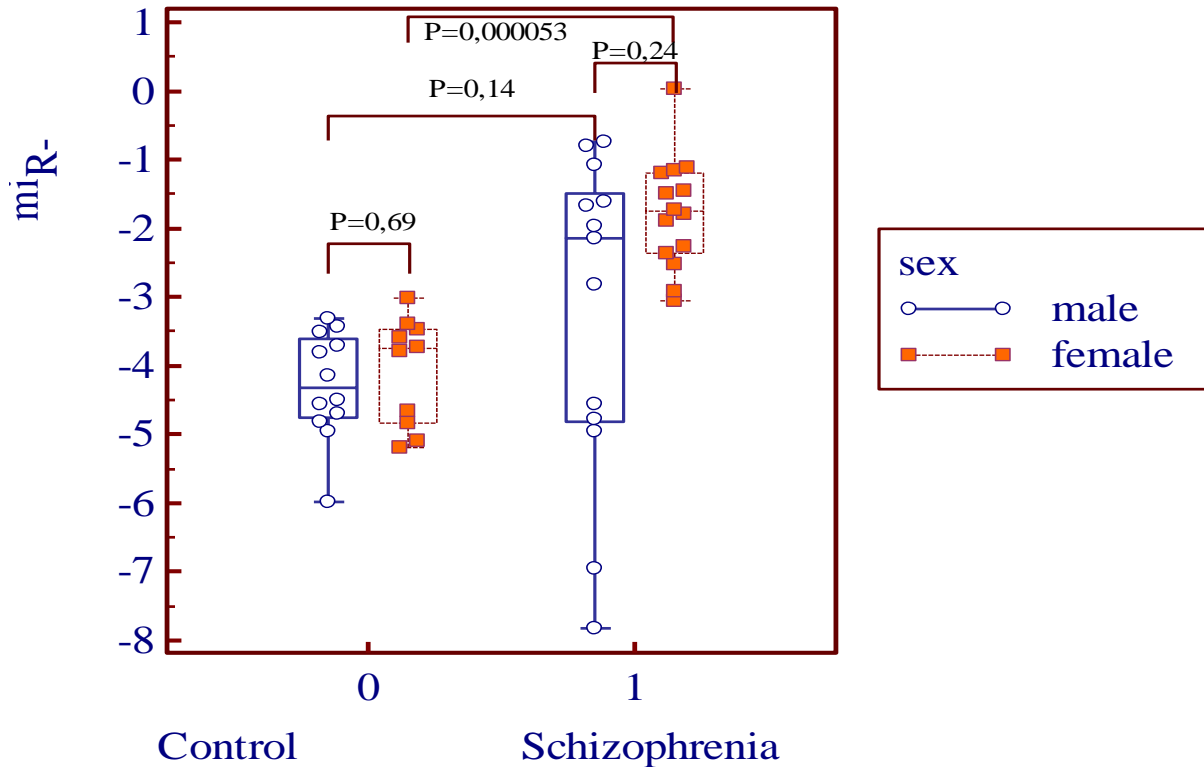 1
P=0,000053
P=0,24
0
P=0,14
-1
miR-
-2
P=0,69
sex
-3
male
female
-4
-5
-6
-7
-8
0
1
Control
Schizophrenia